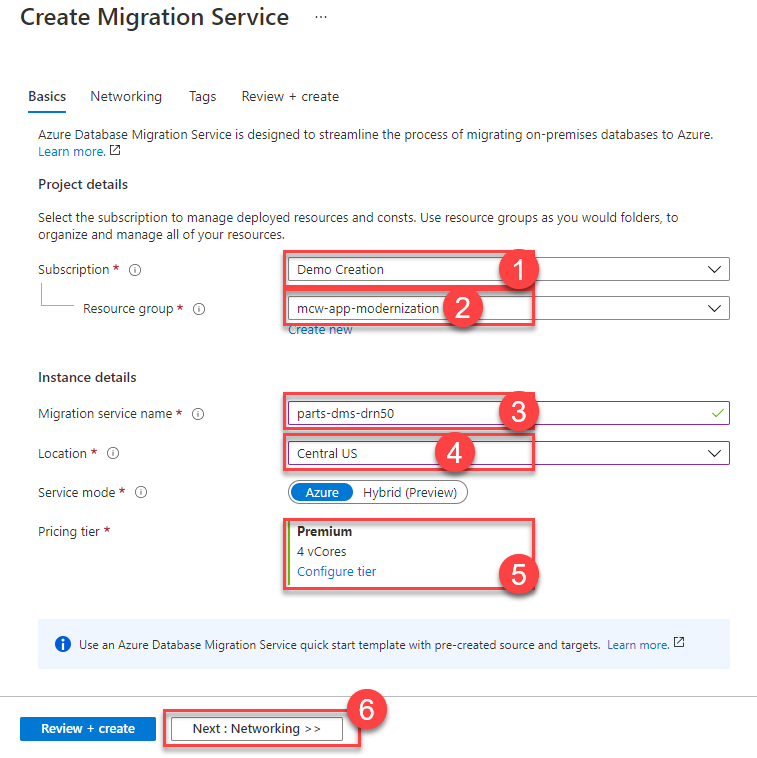 Create Migration Service ...
Basics Networking Tags Review + create
Azure Database Migration Service is designed to streamline the process of migrating on-premises databases to Azure.
Learn more.
Project details
Select the subscription to manage deployed resources and consts. Use resource groups as you would folders, to
organize and manage all of your resources.
Subscription * Demo Creation 1
Resource group * mcw-app-modernization 2
Create new
Instance details
Migration service name * parts-dms-drn50 3
Location * Central US 4
Service mode * Azure Hybrid (Preview)
Pricing tier * Premium
4 vCores
Configure tier 5
Use an Azure Database Migration Service quick start template with pre-created source and targets. Learn more.
Review + create Next : Networking >> 6